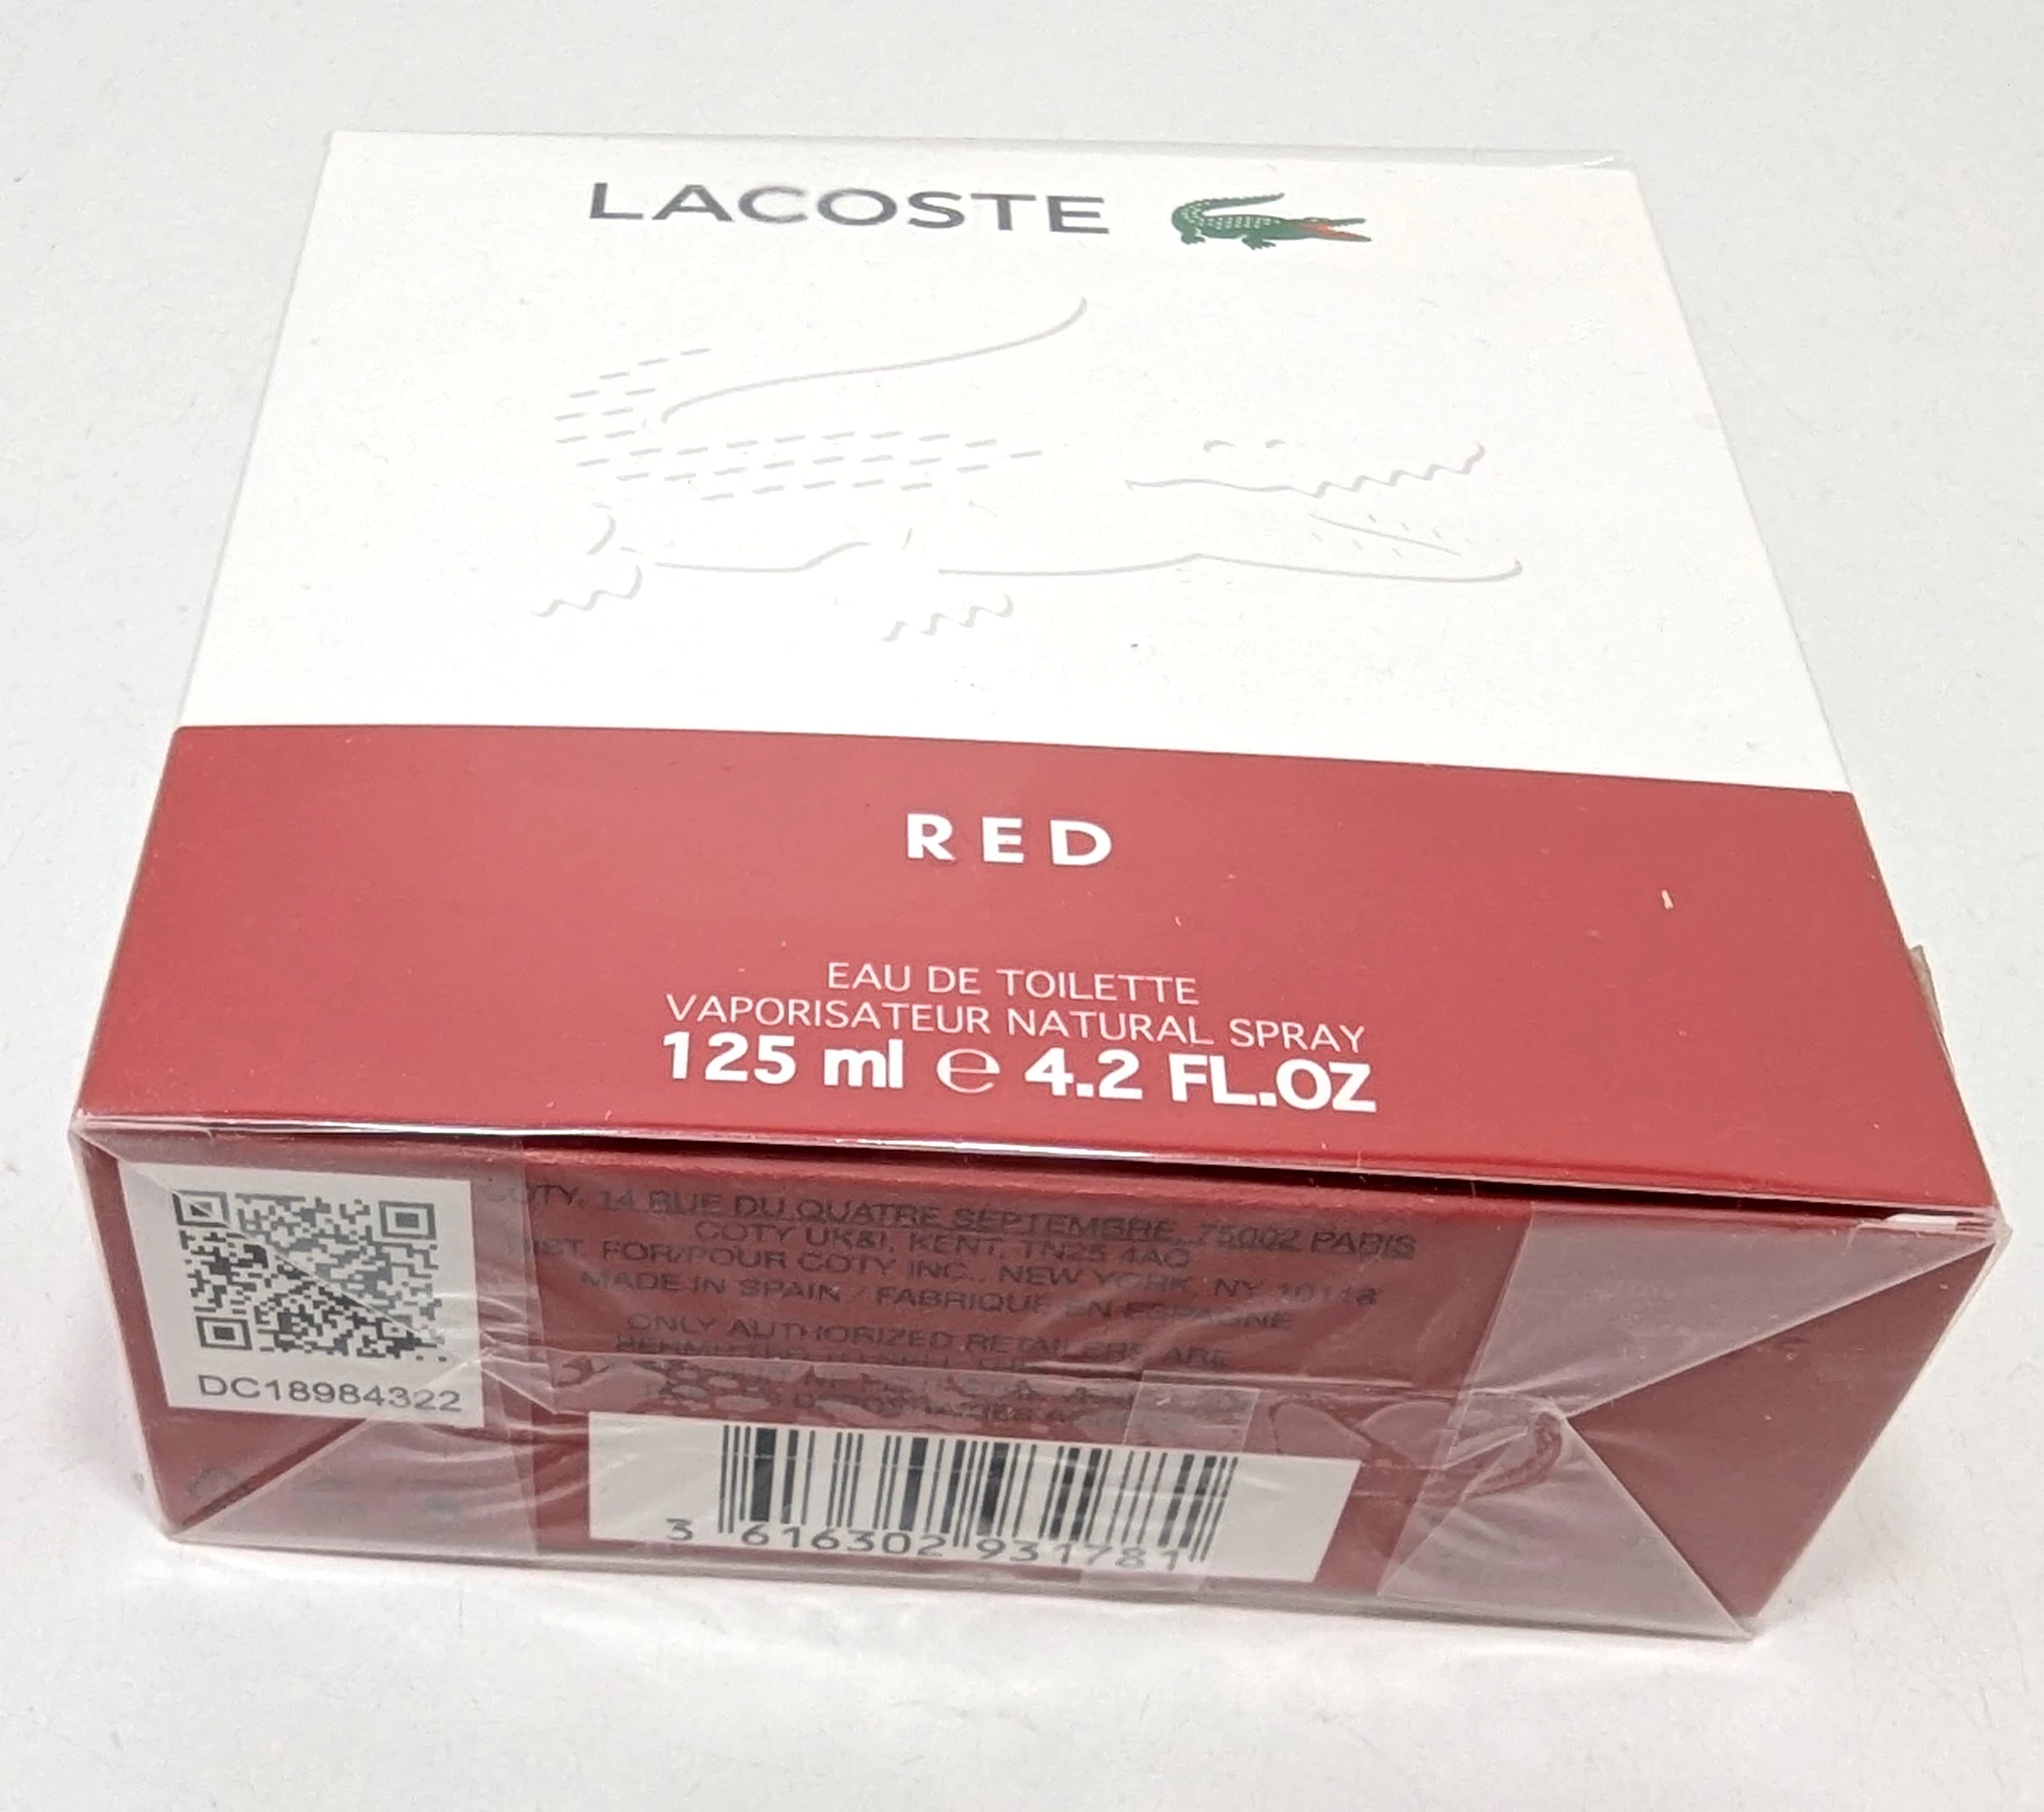 LACOSTE
RED
EAU DE TOILETTE
VAPORISATEUR NATURAL SPRAY
125 ml e 4.2 FL.OZ
COTY, 14 RUE DU QUATRE SEPTEMBRE, 75002 PARIS
COTY UK&I, KENT, TN25 4AQ
DIST. FOR/POUR COTY INC., NEW YORK, NY 10118
MADE IN SPAIN / FABRIQUÉ EN ESPAGNE
ONLY AUTHORIZED RETAILERS ARE
DC18984322
3 616302 931781